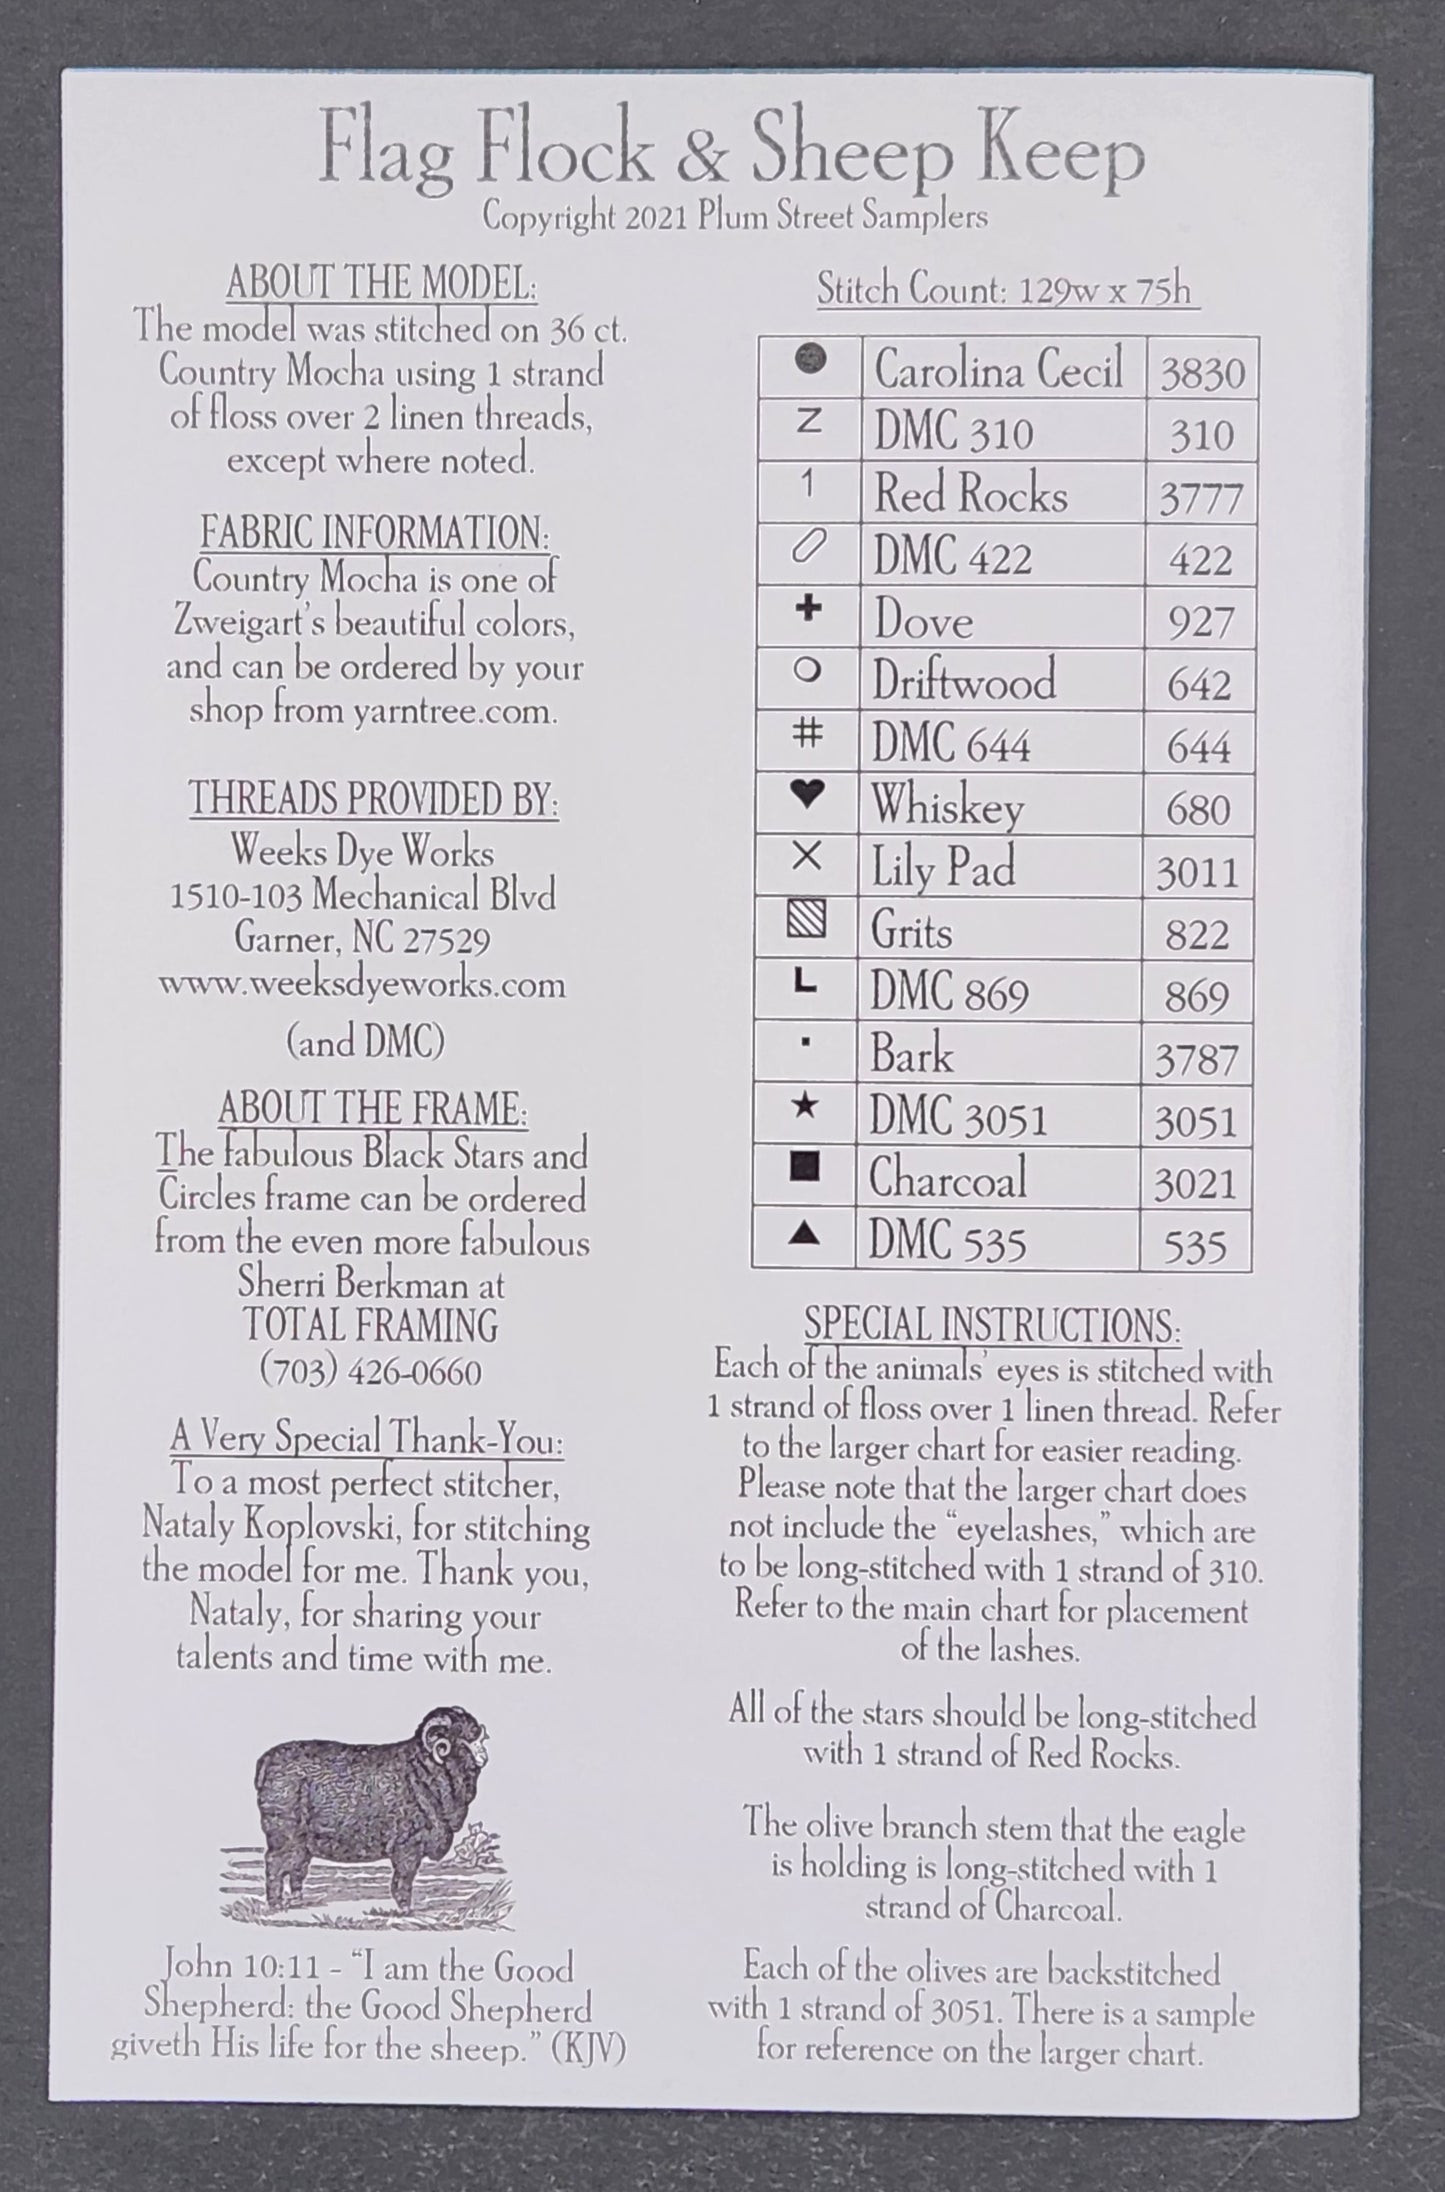 Flag Flock & Sheep Keep
Copyright 2021 Plum Street Samplers
ABOUT THE MODEL:
The model was stitched on 36 ct.
Country Mocha using 1 strand
of floss over 2 linen threads,
except where noted.
FABRIC INFORMATION:
Country Mocha is one of
Zweigart's beautiful colors,
and can be ordered by your
shop from yarntree.com.
THREADS PROVIDED BY:
Weeks Dye Works
1510-103 Mechanical Blvd
Garner, NC 27529
www.weeksdyeworks.com
(and DMC)
ABOUT THE FRAME:
The fabulous Black Stars and
Circles frame can be ordered
from the even more fabulous
Sherri Berkman at
TOTAL FRAMING
(703) 426-0660
A Very Special Thank-You:
To a most perfect stitcher,
Nataly Koplovski, for stitching
the model for me. Thank you,
Nataly, for sharing your
talents and time with me.
John 10:11 - "I am the Good
Shepherd: the Good Shepherd
giveth His life for the sheep." (KJV)
Stitch Count: 129w x 75h
● Carolina Cecil 3830
Z DMC 310 310
1 Red Rocks 3777
DMC 422 422
✚ Dove 927
○ Driftwood 642
# DMC 644 644
♥ Whiskey 680
X Lily Pad 3011
▧ Grits 822
L DMC 869 869
▪ Bark 3787
★ DMC 3051 3051
■ Charcoal 3021
▲ DMC 535 535
SPECIAL INSTRUCTIONS:
Each of the animals' eyes is stitched with
1 strand of floss over 1 linen thread. Refer
to the larger chart for easier reading.
Please note that the larger chart does
not include the "eyelashes," which are
to be long-stitched with 1 strand of 310.
Refer to the main chart for placement
of the lashes.
All of the stars should be long-stitched
with 1 strand of Red Rocks.
The olive branch stem that the eagle
is holding is long-stitched with 1
strand of Charcoal.
Each of the olives are backstitched
with 1 strand of 3051. There is a sample
for reference on the larger chart.